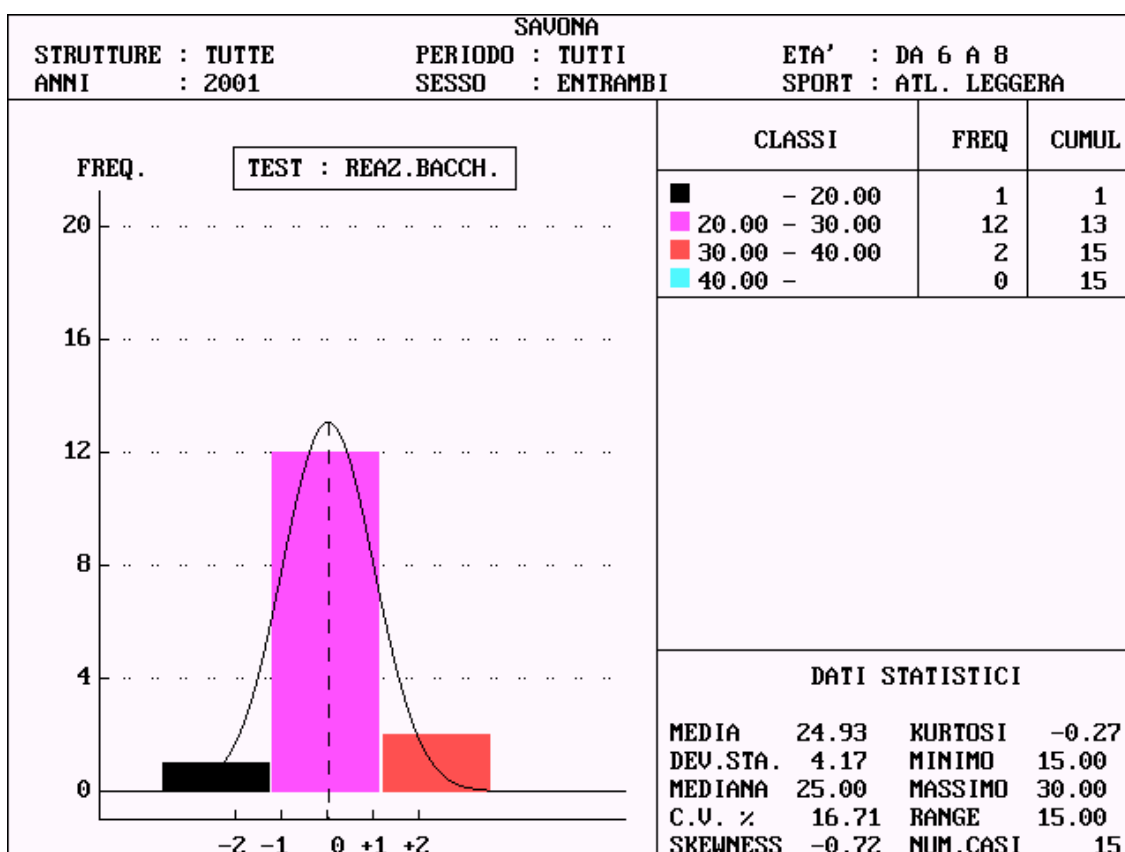 SAVONA
STRUTTURE : TUTTE PERIODO : TUTTI ETA' : DA 6 A 8
ANNI : 2001 SESSO : ENTRAMBI SPORT : ATL. LEGGERA
CLASSI FREQ CUMUL
- 20.00 1 1
20.00 - 30.00 12 13
30.00 - 40.00 2 15
40.00 - 0 15
FREQ. TEST : REAZ.BACCH.
20
16
12
8
4
0
-2 -1 0 +1 +2
DATI STATISTICI
MEDIA 24.93 KURTOSI -0.27
DEV.STA. 4.17 MINIMO 15.00
MEDIANA 25.00 MASSIMO 30.00
C.V. % 16.71 RANGE 15.00
SKEWNESS -0.72 NUM.CASI 15